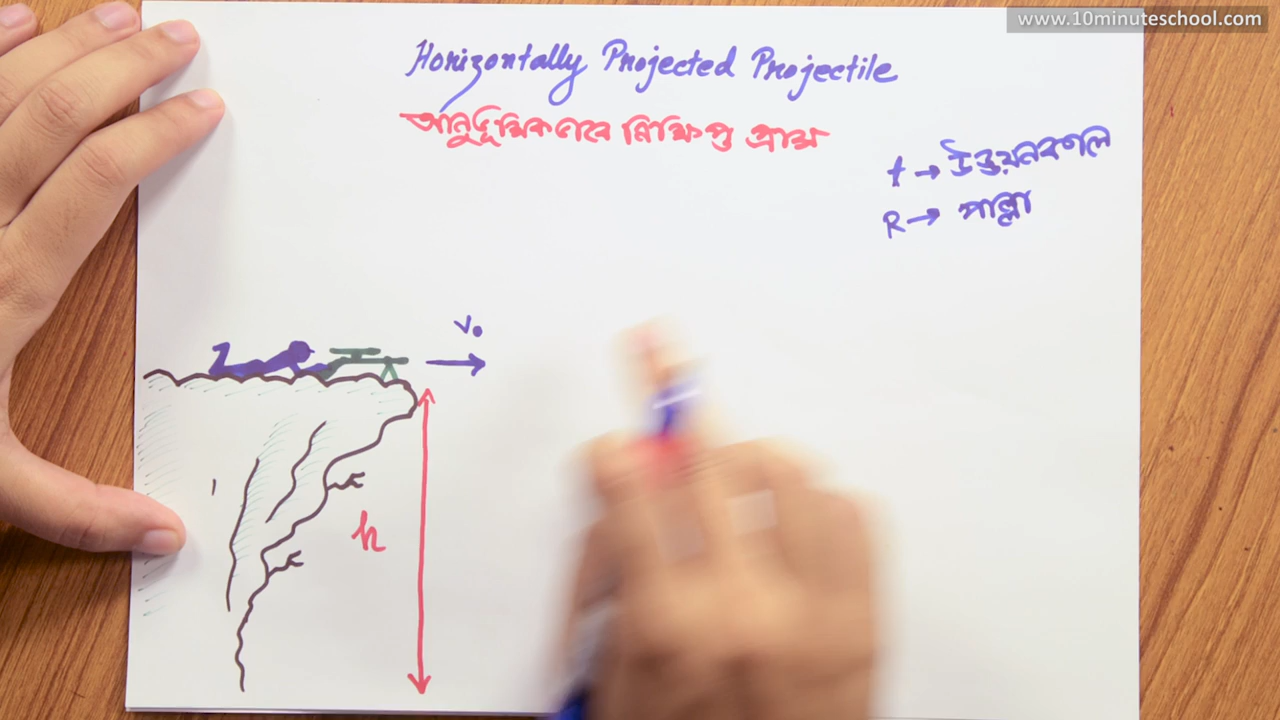 www.10minuteschool.com
Horizontally Projected Projectile
আনুভূমিকভাবে নিক্ষিপ্ত প্রাস
t → উড্ডয়নকাল
R → পাল্লা
v₀
h